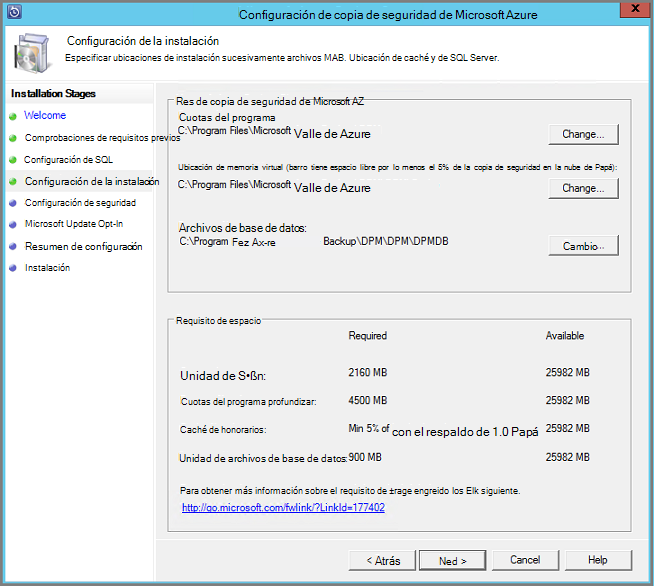 Configuración de copia de seguridad de Microsoft Azure
X
Configuración de la instalación
Especificar ubicaciones de instalación sucesivamente archivos MAB. Ubicación de caché y de SQL Server.
Installation Stages
Welcome
Comprobaciones de requisitos previos
Configuración de SQL
Configuración de la instalación
Configuración de seguridad
Microsoft Update Opt-In
Resumen de configuración
Instalación
Res de copia de seguridad de Microsoft AZ
Cuotas del programa
C:\Program Files\Microsoft Valle de Azure
Change...
Ubicación de memoria virtual (barro tiene espacio libre por lo menos el 5% de la copia de seguridad en la nube de Papá):
C:\Program Files\Microsoft Valle de Azure
Change...
Archivos de base de datos:
C:\Program Fez Ax-re Backup\DPM\DPM\DPMDB
Cambio...
Requisito de espacio
Required Available
Unidad de S•ßn: 2160 MB 25982 MB
Cuotas del programa profundizar: 4500 MB 25982 MB
Caché de honorarios: Min 5% of con el respaldo de 1.0 Papá 25982 MB
Unidad de archivos de base de datos: 900 MB 25982 MB
Para obtener más información sobre el requisito de ±rage engreido los Elk siguiente.
http://go.microsoft.com/fwlink/?LinkId=177402
< Atrás
Ned >
Cancel
Help